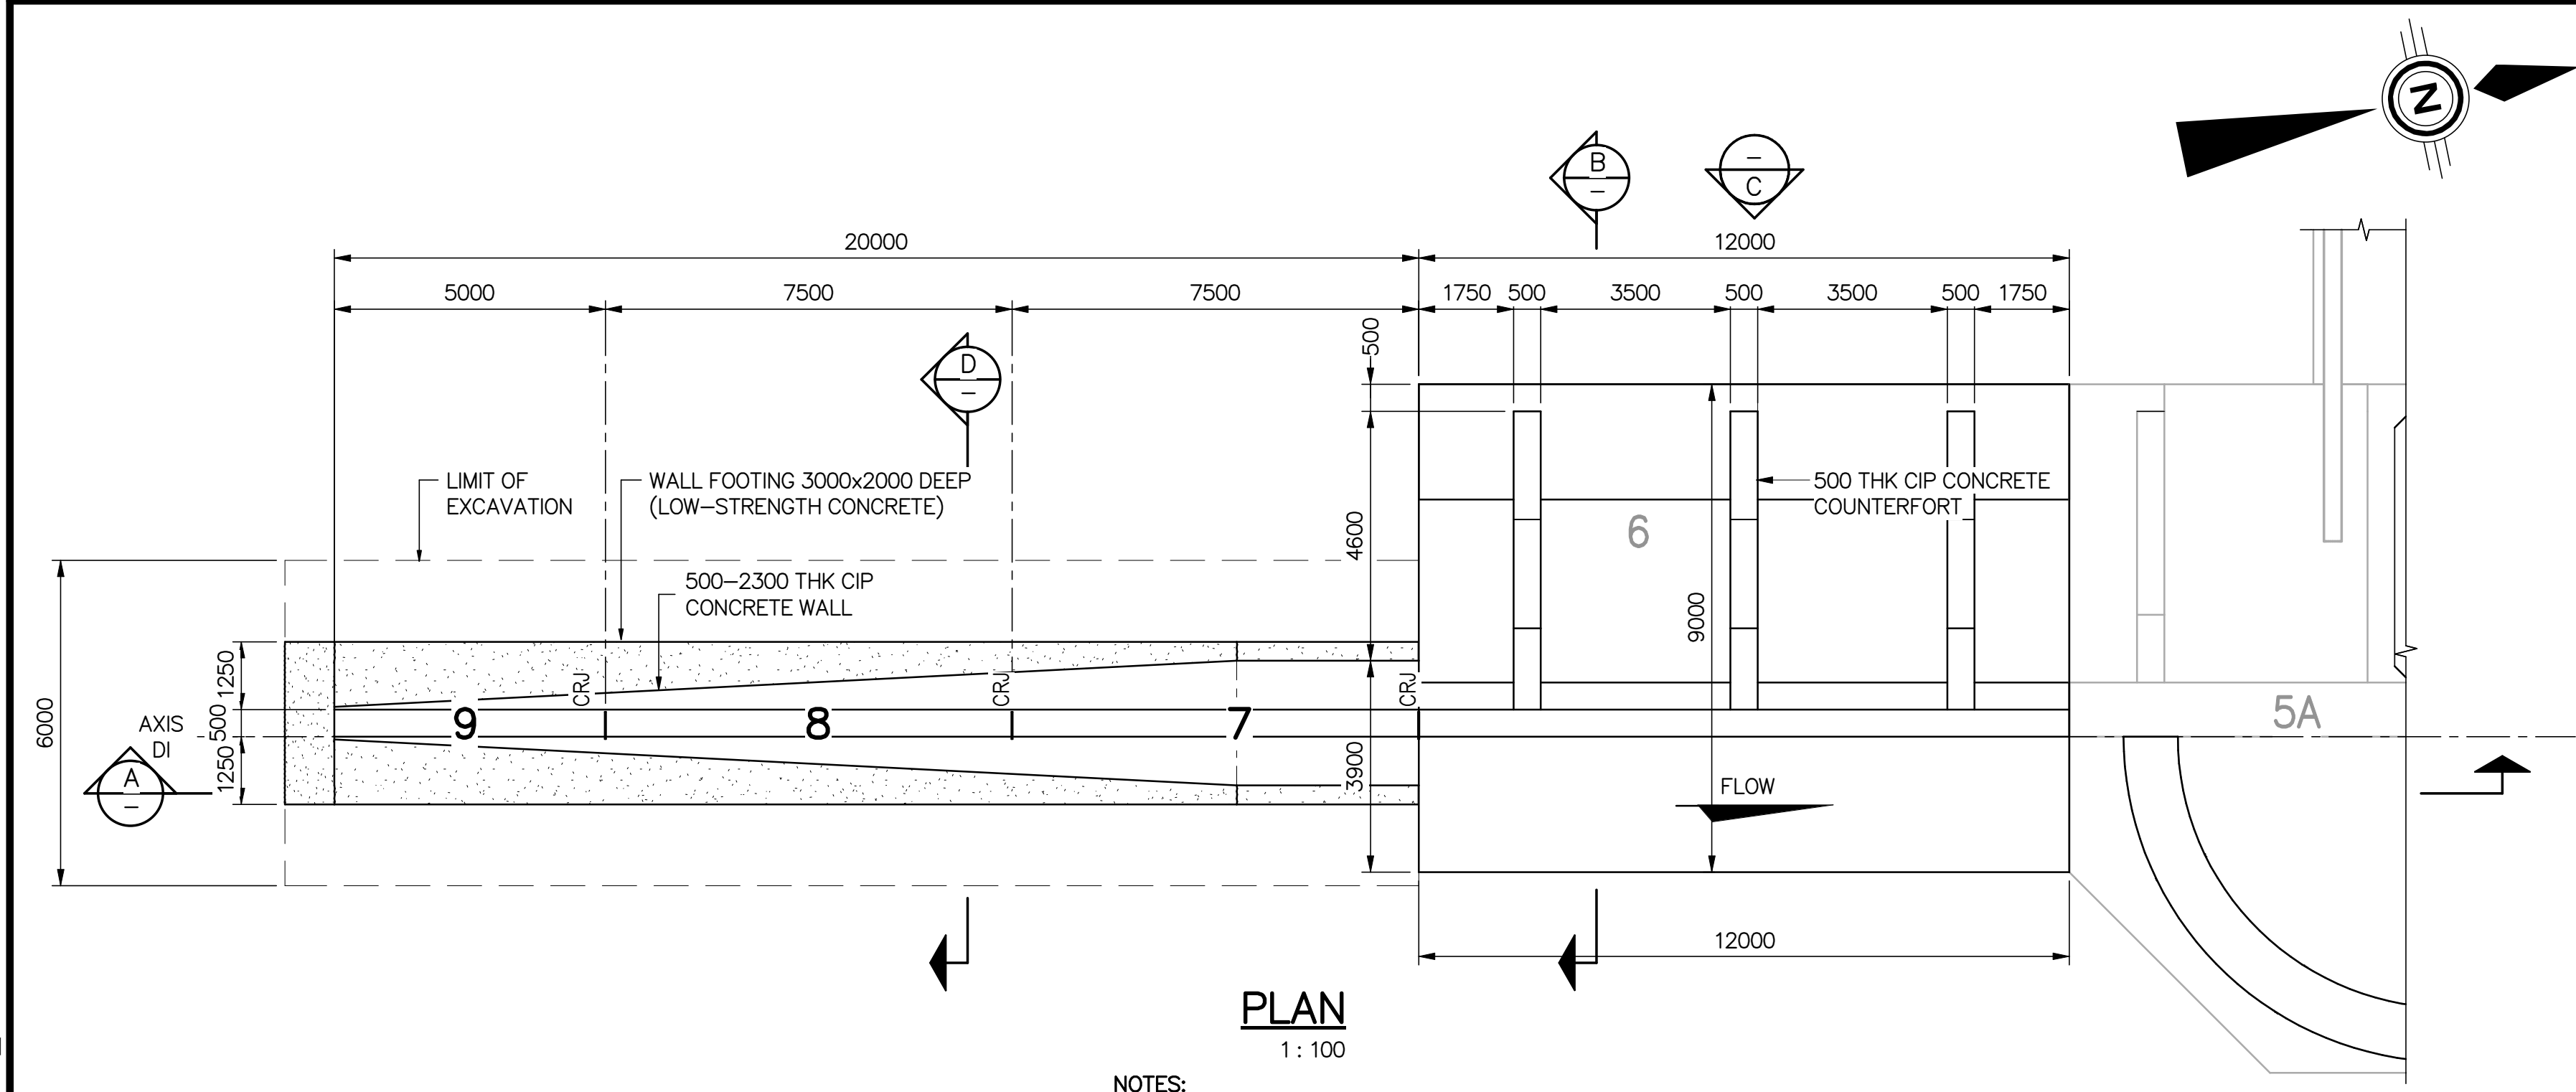 N
B
–
–
C
20000
12000
5000
7500
7500
1750
500
3500
500
3500
500
1750
500
D
–
LIMIT OF
EXCAVATION
WALL FOOTING 3000x2000 DEEP
(LOW–STRENGTH CONCRETE)
500 THK CIP CONCRETE
COUNTERFORT
6
4600
500–2300 THK CIP
CONCRETE WALL
9000
6000
1250
500
1250
AXIS
DI
A
–
CRJ
CRJ
CRJ
9
8
7
5A
3900
FLOW
12000
PLAN
1 : 100
NOTES: